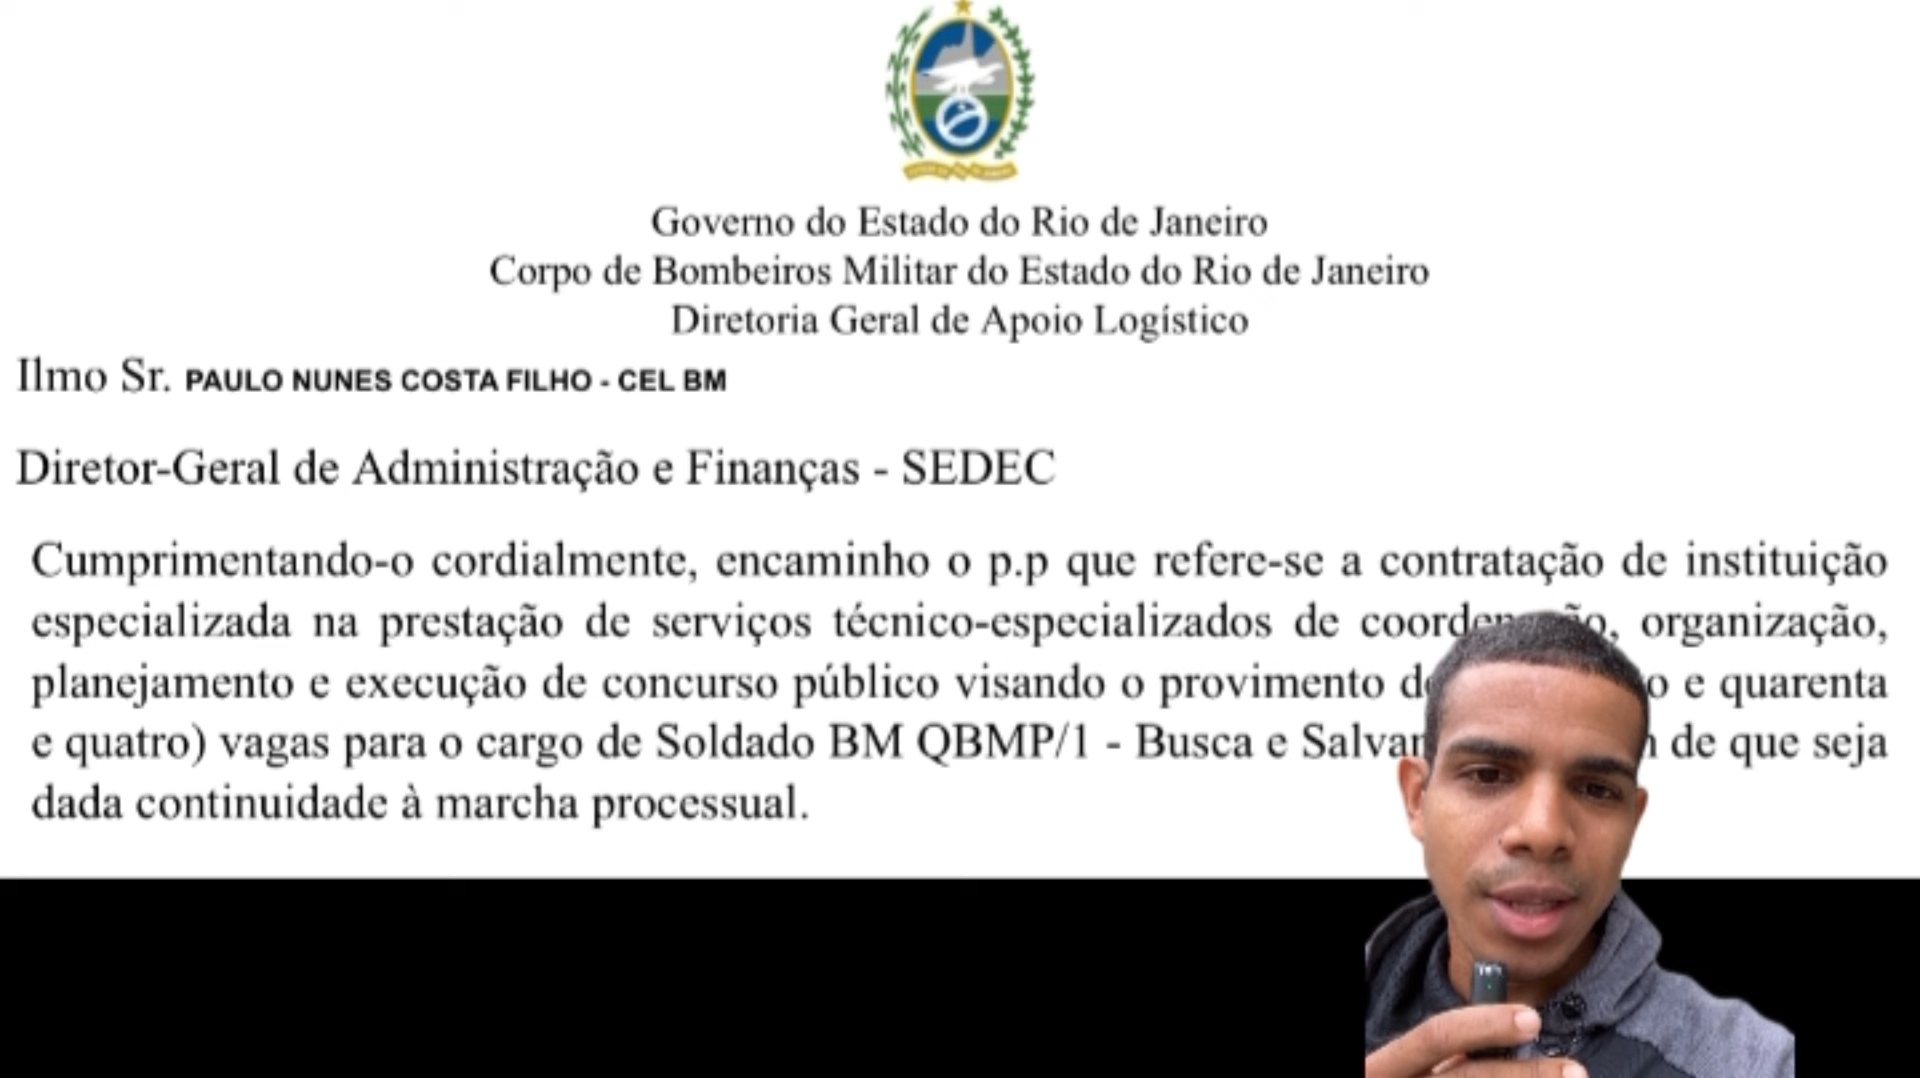 Governo do Estado do Rio de Janeiro
Corpo de Bombeiros Militar do Estado do Rio de Janeiro
Diretoria Geral de Apoio Logístico
Ilmo Sr. PAULO NUNES COSTA FILHO - CEL BM
Diretor-Geral de Administração e Finanças - SEDEC
Cumprimentando-o cordialmente, encaminho o p.p que refere-se a contratação de instituição
especializada na prestação de serviços técnico-especializados de organização,
planejamento e execução de concurso público visando o provimento e quarenta
e quatro) vagas para o cargo de Soldado BM QBMP/1 - Busca e de que seja
dada continuidade à marcha processual.